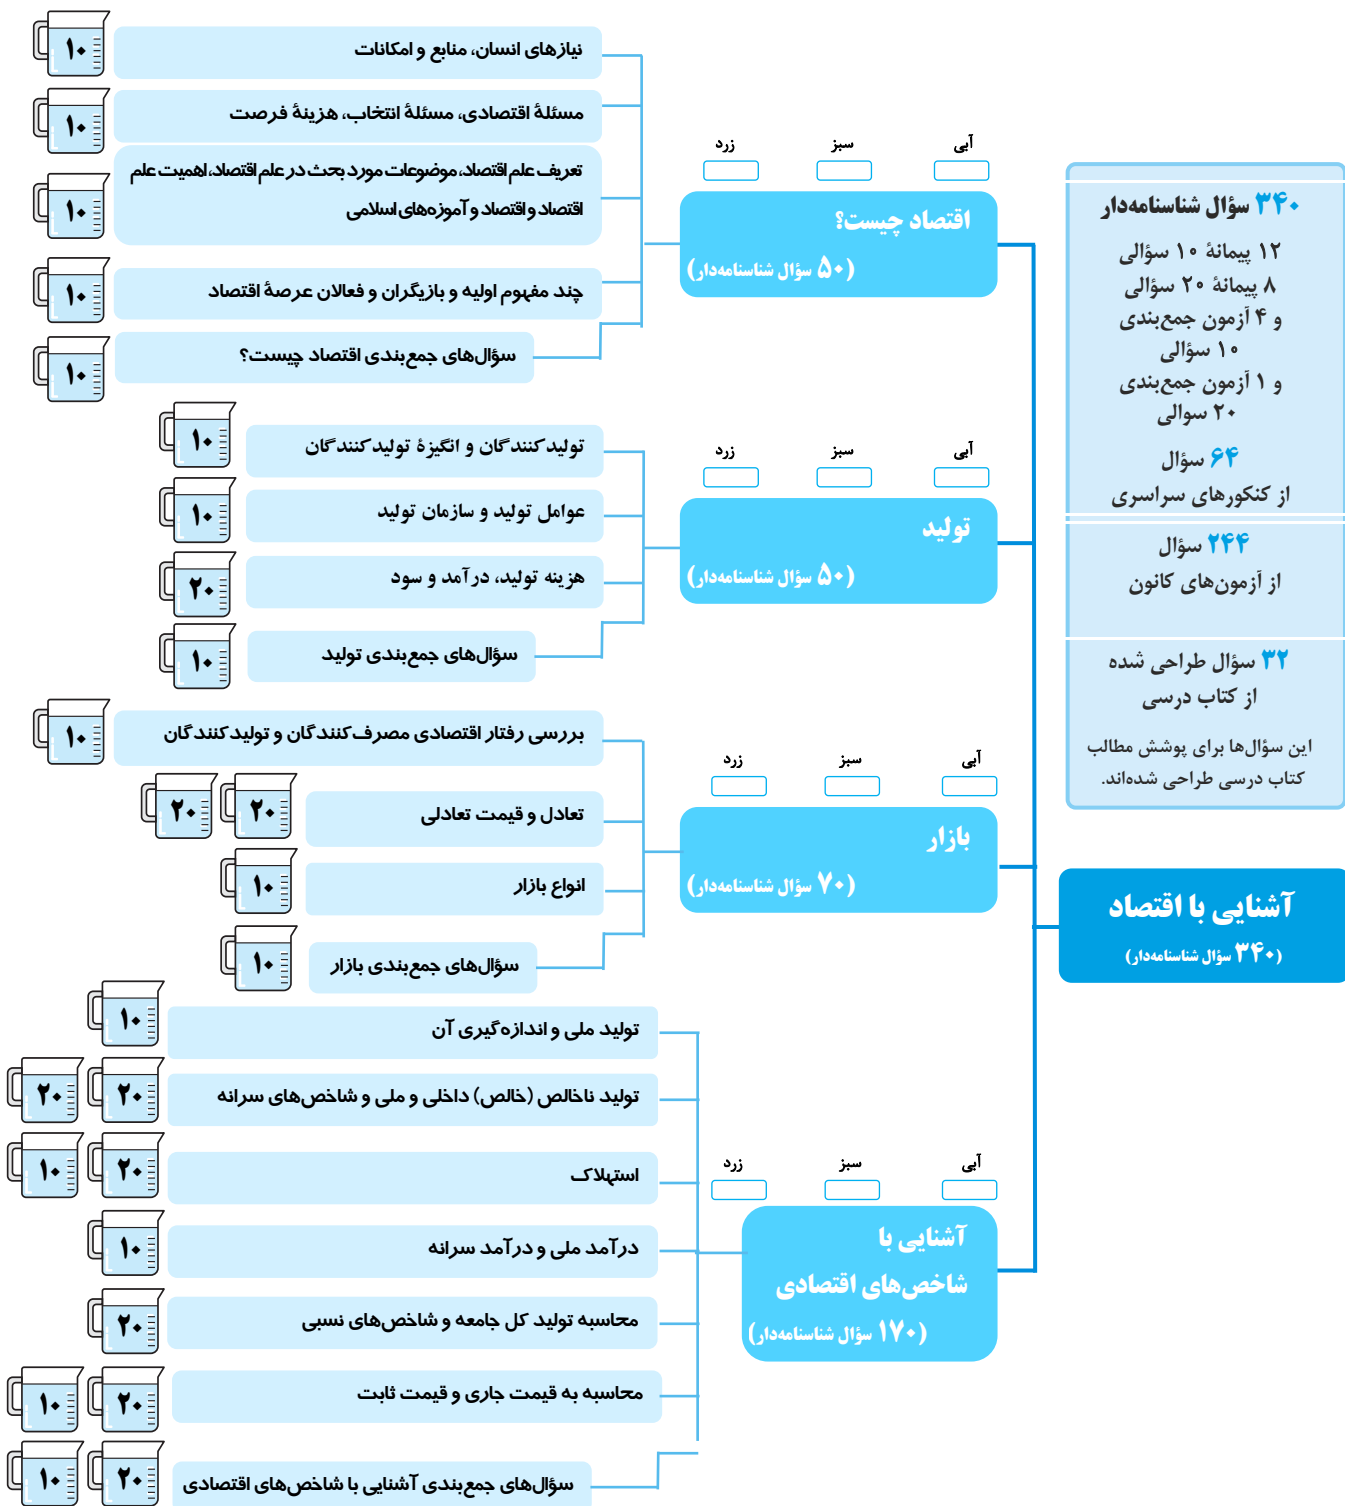 ۳۴۰ سؤال شناسنامه‌دار
۱۲ پیمانهٔ ۱۰ سؤالی
۸ پیمانهٔ ۲۰ سؤالی
و ۴ آزمون جمع‌بندی
۱۰ سؤالی
و ۱ آزمون جمع‌بندی
۲۰ سوالی
۶۴ سؤال
از کنکورهای سراسری
۲۴۴ سؤال
از آزمون‌های کانون
۳۲ سؤال طراحی شده
از کتاب درسی
این سؤال‌ها برای پوشش مطالب
کتاب درسی طراحی شده‌اند.
آشنایی با اقتصاد
(۳۴۰ سؤال شناسنامه‌دار)
آبی سبز زرد
اقتصاد چیست؟
(۵۰ سؤال شناسنامه‌دار)
نیازهای انسان، منابع و امکانات
۱۰
مسئلهٔ اقتصادی، مسئلهٔ انتخاب، هزینهٔ فرصت
۱۰
تعریف علم اقتصاد، موضوعات مورد بحث در علم اقتصاد، اهمیت علم
اقتصاد و اقتصاد و آموزه‌های اسلامی
۱۰
چند مفهوم اولیه و بازیگران و فعالان عرصهٔ اقتصاد
۱۰
سؤال‌های جمع‌بندی اقتصاد چیست؟
۱۰
آبی سبز زرد
تولید
(۵۰ سؤال شناسنامه‌دار)
تولیدکنندگان و انگیزهٔ تولیدکنندگان
۱۰
عوامل تولید و سازمان تولید
۱۰
هزینه تولید، درآمد و سود
۲۰
سؤال‌های جمع‌بندی تولید
۱۰
آبی سبز زرد
بازار
(۷۰ سؤال شناسنامه‌دار)
بررسی رفتار اقتصادی مصرف‌کنندگان و تولیدکنندگان
۱۰
تعادل و قیمت تعادلی
۲۰ ۲۰
انواع بازار
۱۰
سؤال‌های جمع‌بندی بازار
۱۰
آبی سبز زرد
آشنایی با
شاخص‌های اقتصادی
(۱۷۰ سؤال شناسنامه‌دار)
تولید ملی و اندازه‌گیری آن
۱۰
تولید ناخالص (خالص) داخلی و ملی و شاخص‌های سرانه
۲۰ ۲۰
استهلاک
۲۰ ۱۰
درآمد ملی و درآمد سرانه
۱۰
محاسبه تولید کل جامعه و شاخص‌های نسبی
۲۰
محاسبه به قیمت جاری و قیمت ثابت
۲۰ ۱۰
سؤال‌های جمع‌بندی آشنایی با شاخص‌های اقتصادی
۲۰ ۱۰